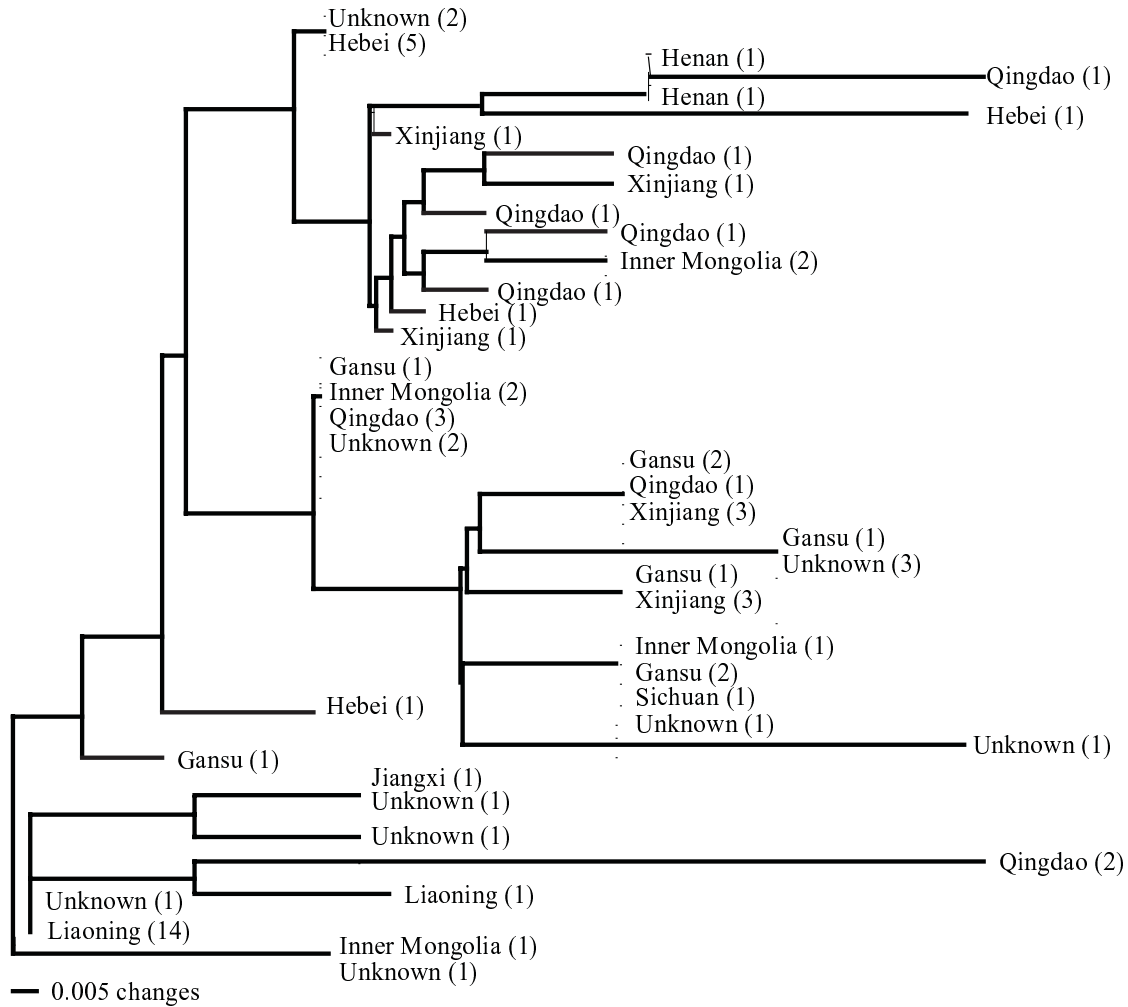 Unknown (2)
Hebei (5)
Henan (1)
Qingdao (1)
Henan (1)
Hebei (1)
Xinjiang (1)
Qingdao (1)
Xinjiang (1)
Qingdao (1)
Qingdao (1)
Inner Mongolia (2)
Qingdao (1)
Hebei (1)
Xinjiang (1)
Gansu (1)
Inner Mongolia (2)
Qingdao (3)
Unknown (2)
Gansu (2)
Qingdao (1)
Xinjiang (3)
Gansu (1)
Unknown (3)
Gansu (1)
Xinjiang (3)
Inner Mongolia (1)
Gansu (2)
Sichuan (1)
Unknown (1)
Hebei (1)
Unknown (1)
Gansu (1)
Jiangxi (1)
Unknown (1)
Unknown (1)
Qingdao (2)
Liaoning (1)
Unknown (1)
Liaoning (14)
Inner Mongolia (1)
Unknown (1)
0.005 changes